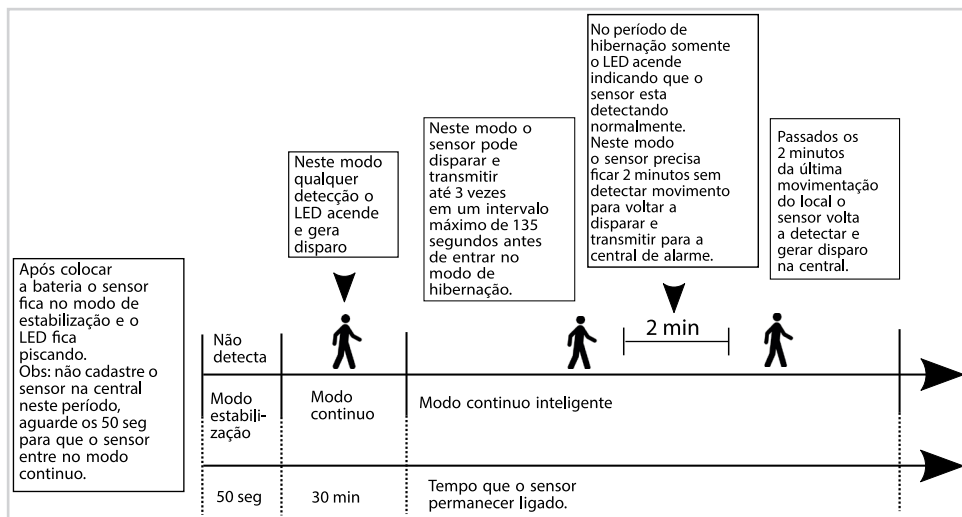 Após colocar
a bateria o sensor
fica no modo de
estabilização e o
LED fica
piscando.
Obs: não cadastre o
sensor na central
neste período,
aguarde os 50 seg
para que o sensor
entre no modo
continuo.
Neste modo
qualquer
detecção o
LED acende
e gera
disparo
Neste modo o
sensor pode
disparar e
transmitir
até 3 vezes
em um intervalo
máximo de 135
segundos antes
de entrar no
modo de
hibernação.
No período de
hibernação somente
o LED acende
indicando que o
sensor esta
detectando
normalmente.
Neste modo
o sensor precisa
ficar 2 minutos sem
detectar movimento
para voltar a
disparar e
transmitir para a
central de alarme.
Passados os
2 minutos
da última
movimentação
do local o
sensor volta
a detectar e
gerar disparo
na central.
2 min
Não
detecta
Modo
estabili-
zação
Modo
continuo
Modo continuo inteligente
50 seg
30 min
Tempo que o sensor
permanecer ligado.